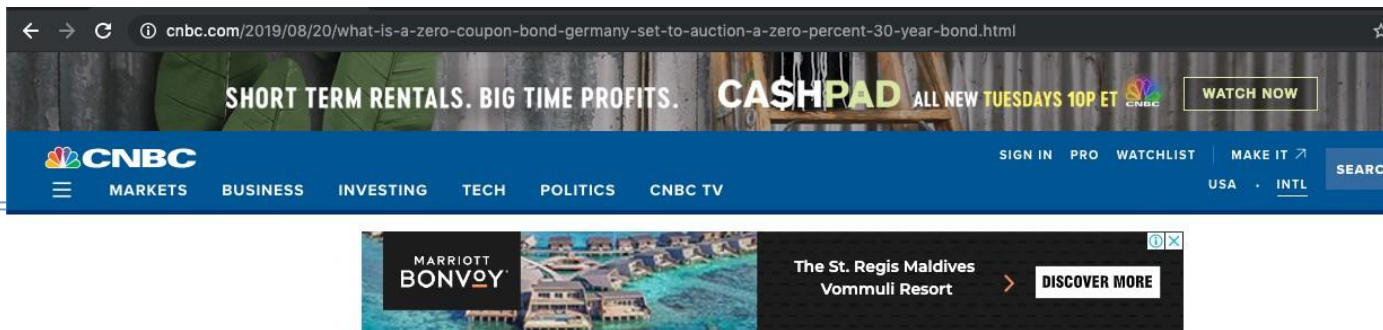 cnbc.com/2019/08/20/what-is-a-zero-coupon-bond-germany-set-to-auction-a-zero-percent-30-year-bond.html
SHORT TERM RENTALS. BIG TIME PROFITS. CA$HPAD ALL NEW TUESDAYS 10P ET CNBC WATCH NOW
CNBC
SIGN IN PRO WATCHLIST MAKE IT
MARKETS BUSINESS INVESTING TECH POLITICS CNBC TV
USA · INTL
SEARC
MARRIOTT
BONVOY
The St. Regis Maldives
Vommuli Resort
DISCOVER MORE